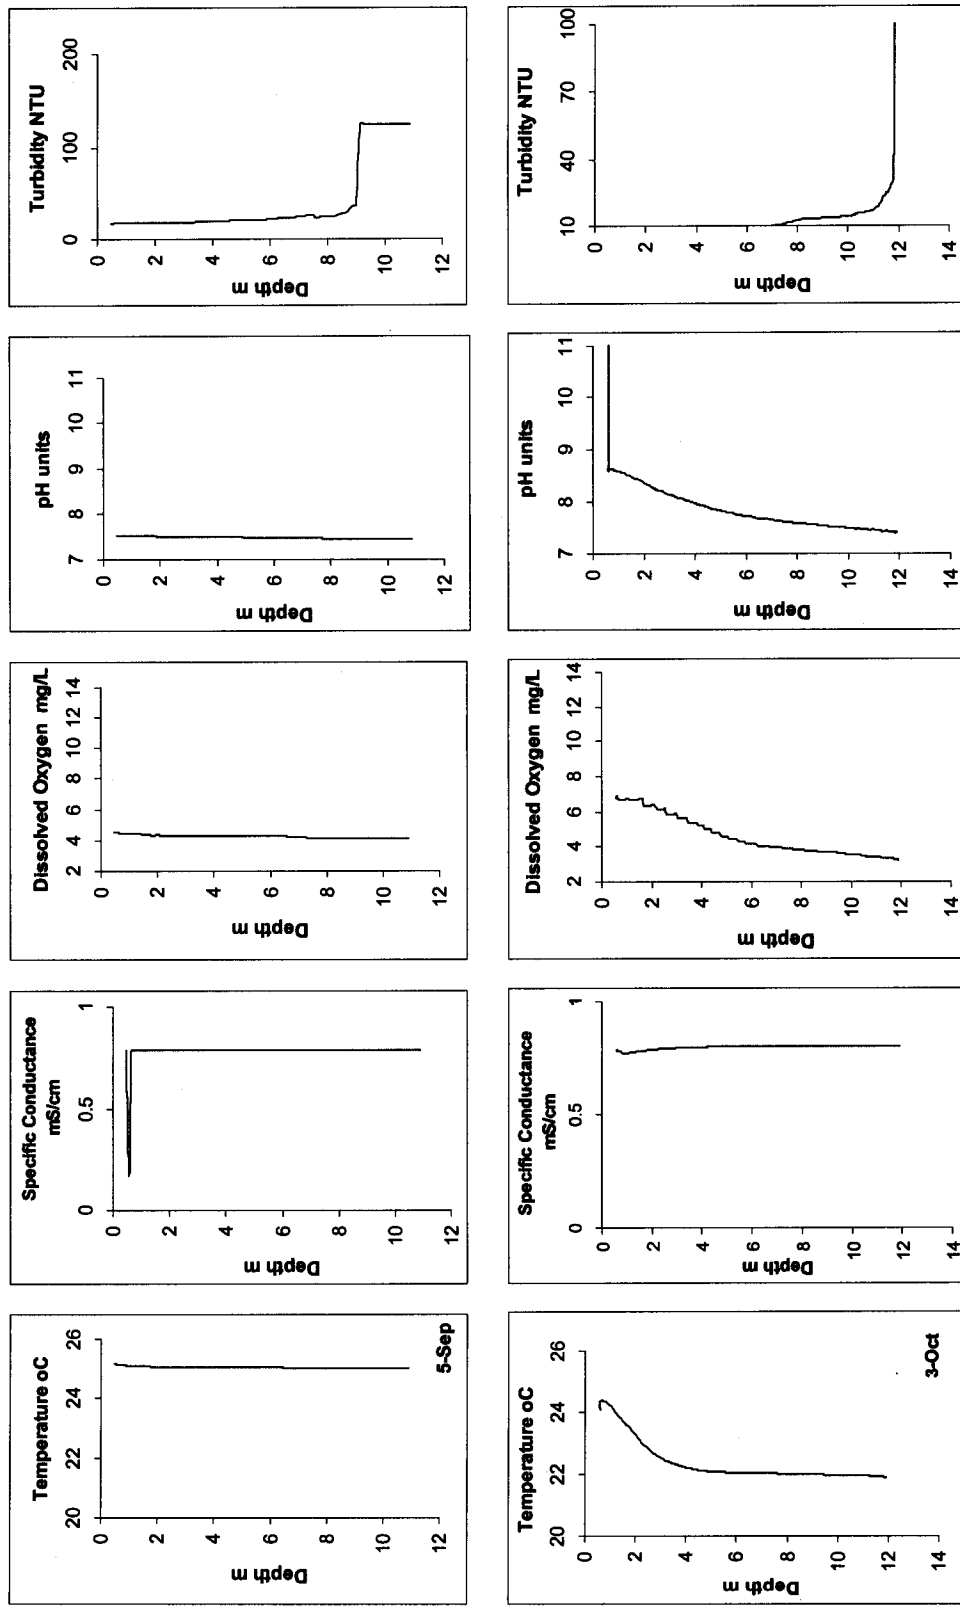 Temperature oC
20 22 25 26
0
2
4
6
8
10
12
Depth m
5-Sep
Specific Conductance
mS/cm
0 0.5 1
0
2
4
6
8
10
12
Depth m
Dissolved Oxygen mg/L
2 4 6 8 10 12 14
0
2
4
6
8
10
12
Depth m
pH units
7 8 9 10 11
0
2
4
6
8
10
12
Depth m
Turbidity NTU
0 100 200
0
2
4
6
8
10
12
Depth m
Temperature oC
20 22 24 26
0
2
4
6
8
10
12
14
Depth m
3-Oct
Specific Conductance
mS/cm
0 0.5 1
0
2
4
6
8
10
12
14
Depth m
Dissolved Oxygen mg/L
2 4 6 8 10 12 14
0
2
4
6
8
10
12
14
Depth m
pH units
7 8 9 10 11
0
2
4
6
8
10
12
14
Depth m
Turbidity NTU
10 40 70 100
0
2
4
6
8
10
12
14
Depth m